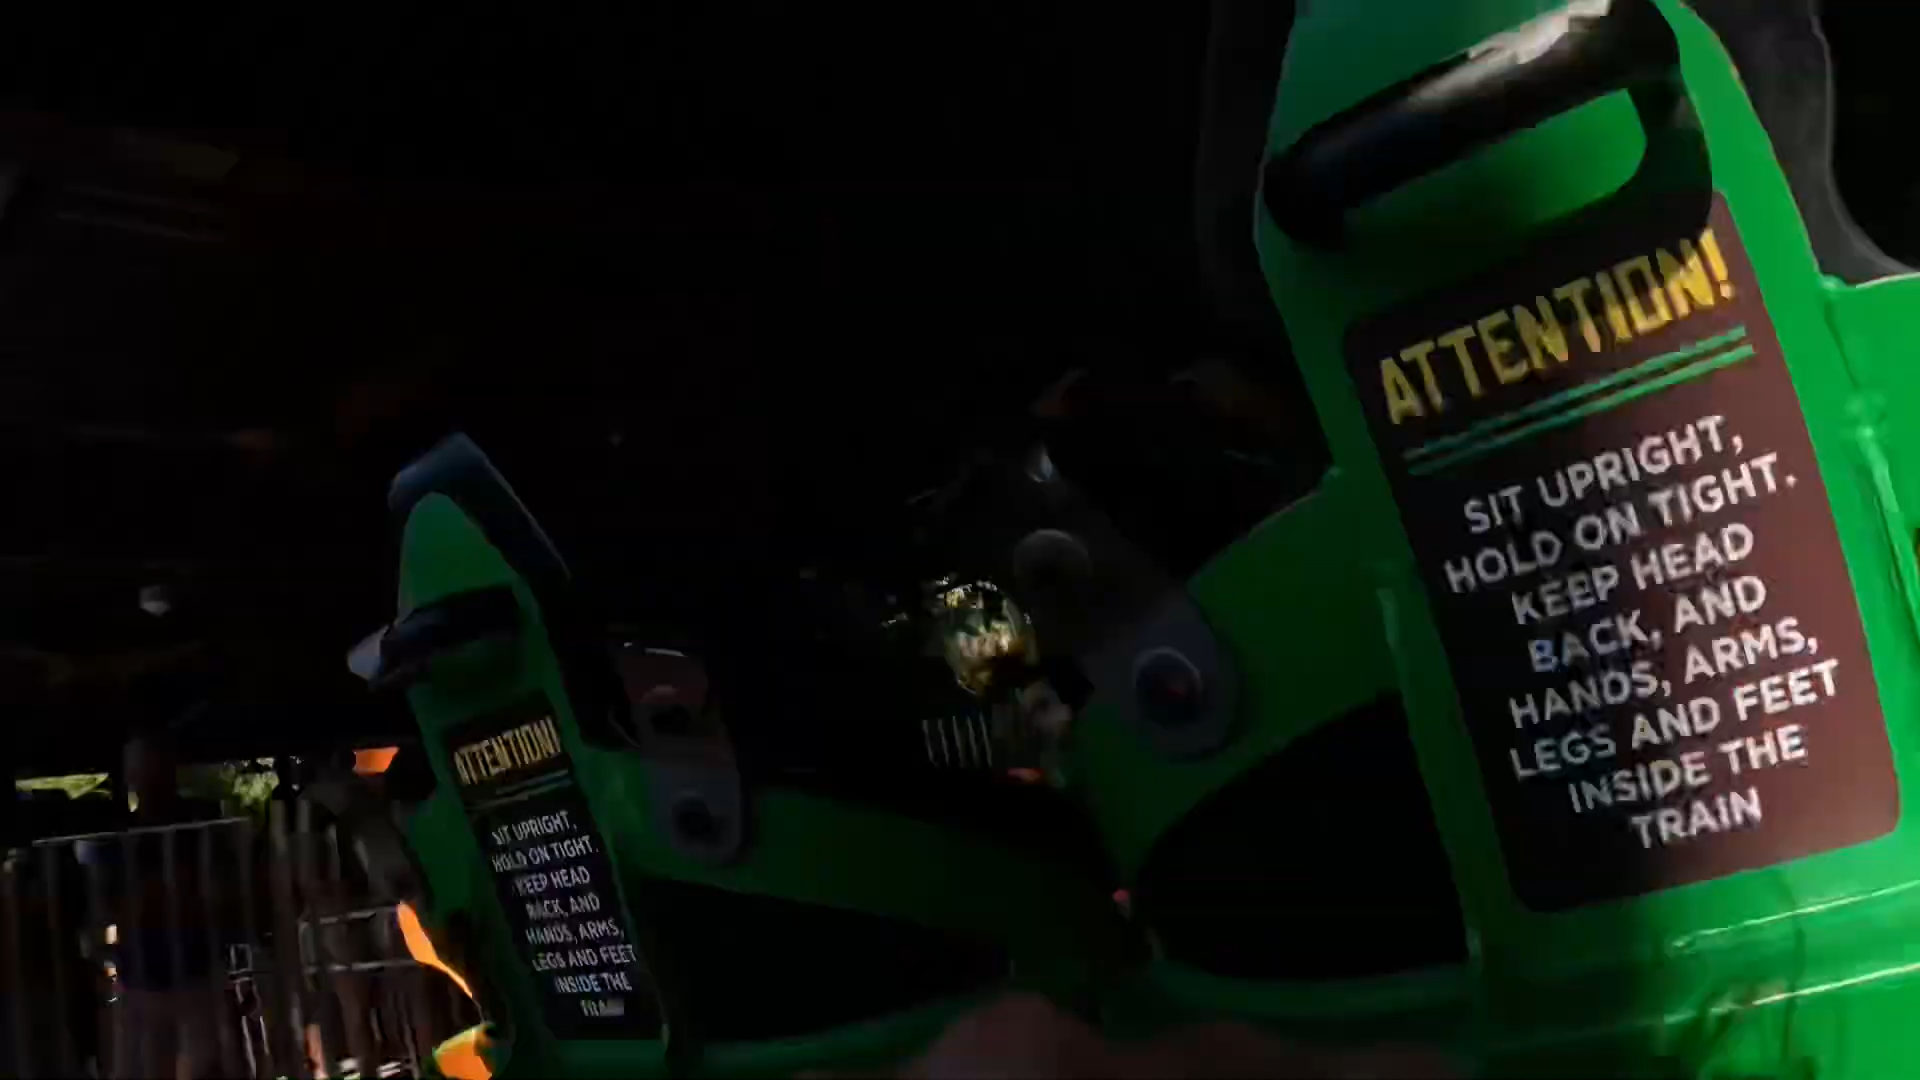 ATTENTION!
SIT UPRIGHT,
HOLD ON TIGHT.
KEEP HEAD
BACK, AND
HANDS, ARMS,
LEGS AND FEET
INSIDE THE
TRAIN
ATTENTION!
SIT UPRIGHT,
HOLD ON TIGHT.
KEEP HEAD
BACK, AND
HANDS, ARMS,
LEGS AND FEET
INSIDE THE